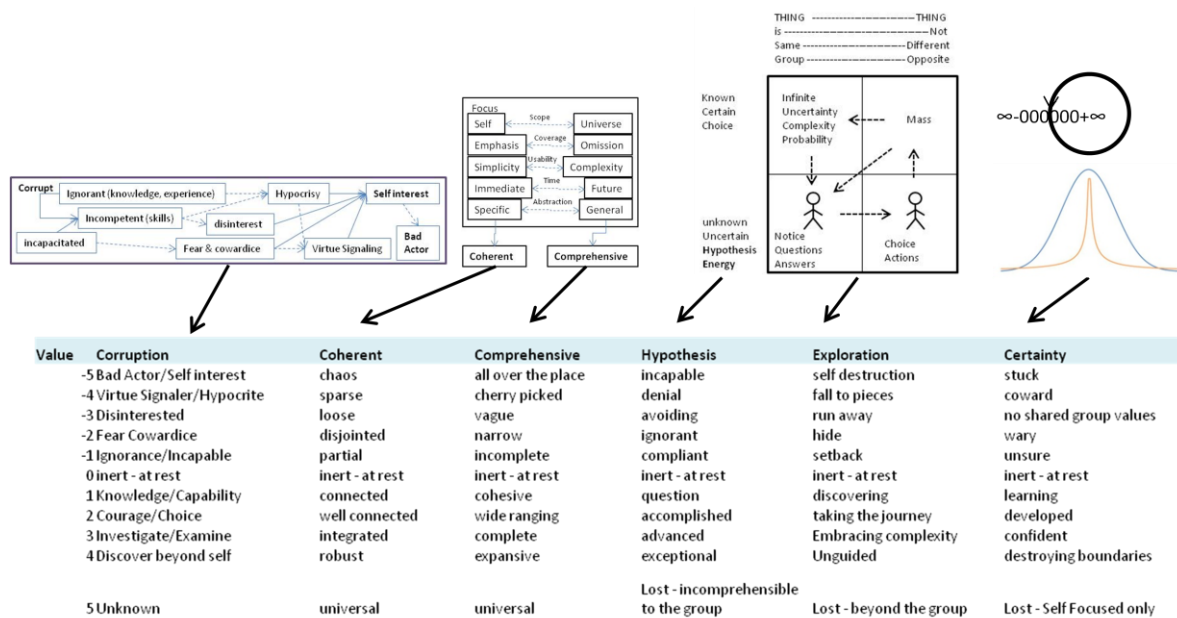 THING ------------------- THING
is ------------------------- Not
Same -------------------- Different
Group ------------------- Opposite
Known
Certain
Choice
Infinite
Uncertainty
Complexity
Probability
Mass
unknown
Uncertain
Hypothesis
Energy
Notice
Questions
Answers
Choice
Actions
∞-000000+∞
Focus
Self Scope Universe
Emphasis Coverage Omission
Simplicity Usability Complexity
Immediate Time Future
Specific Abstraction General
Coherent Comprehensive
Corrupt
Ignorant (knowledge, experience) Hypocrisy Self interest
Incompetent (skills) disinterest
incapacitated Fear & cowardice Virtue Signaling Bad
Actor
Value Corruption Coherent Comprehensive Hypothesis Exploration Certainty
-5 Bad Actor/Self interest chaos all over the place incapable self destruction stuck
-4 Virtue Signaler/Hypocrite sparse cherry picked denial fall to pieces coward
-3 Disinterested loose vague avoiding run away no shared group values
-2 Fear Cowardice disjointed narrow ignorant hide wary
-1 Ignorance/Incapable partial incomplete compliant setback unsure
0 inert - at rest inert - at rest inert - at rest inert - at rest inert - at rest inert - at rest
1 Knowledge/Capability connected cohesive question discovering learning
2 Courage/Choice well connected wide ranging accomplished taking the journey developed
3 Investigate/Examine integrated complete advanced Embracing complexity confident
4 Discover beyond self robust expansive exceptional Unguided destroying boundaries
Lost - incomprehensible
5 Unknown universal universal to the group Lost - beyond the group Lost - Self Focused only